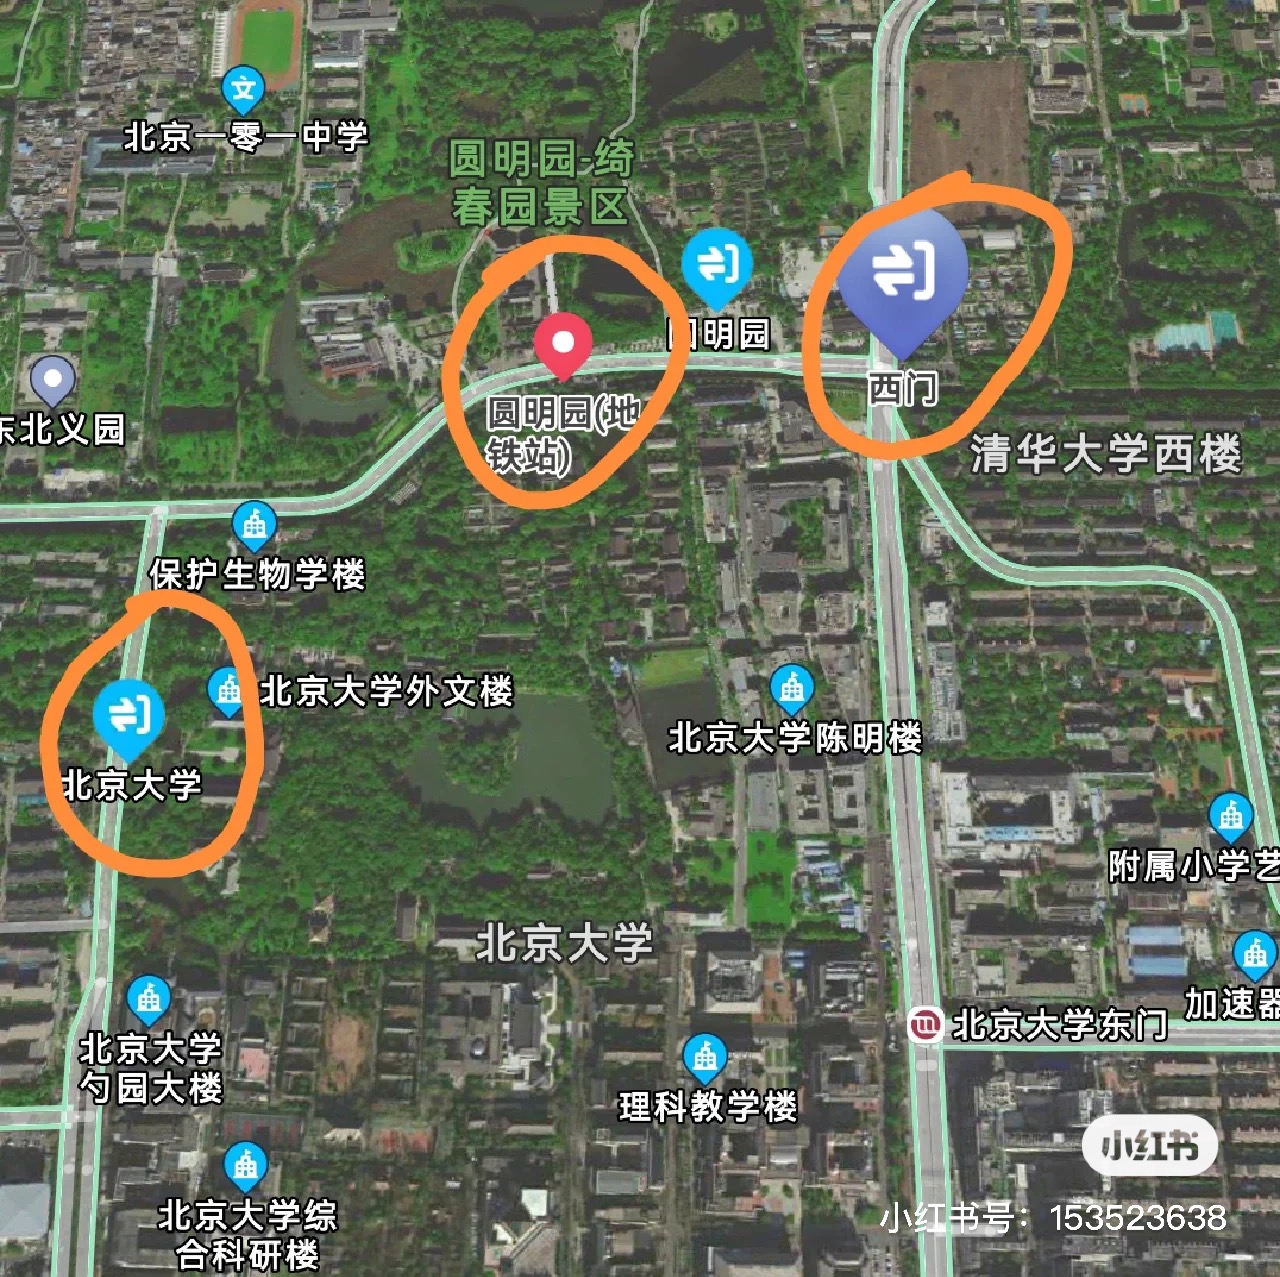 文
北京一零一中学
圆明园-绮
春园景区
圆明园
西门
圆明园(地
铁站)
东北义园
清华大学西楼
保护生物学楼
北京大学外文楼
北京大学
北京大学陈明楼
附属小学艺
北京大学
加速器
北京大学东门
北京大学
勺园大楼
理科教学楼
小红书
北京大学综
合科研楼
小红书号：153523638